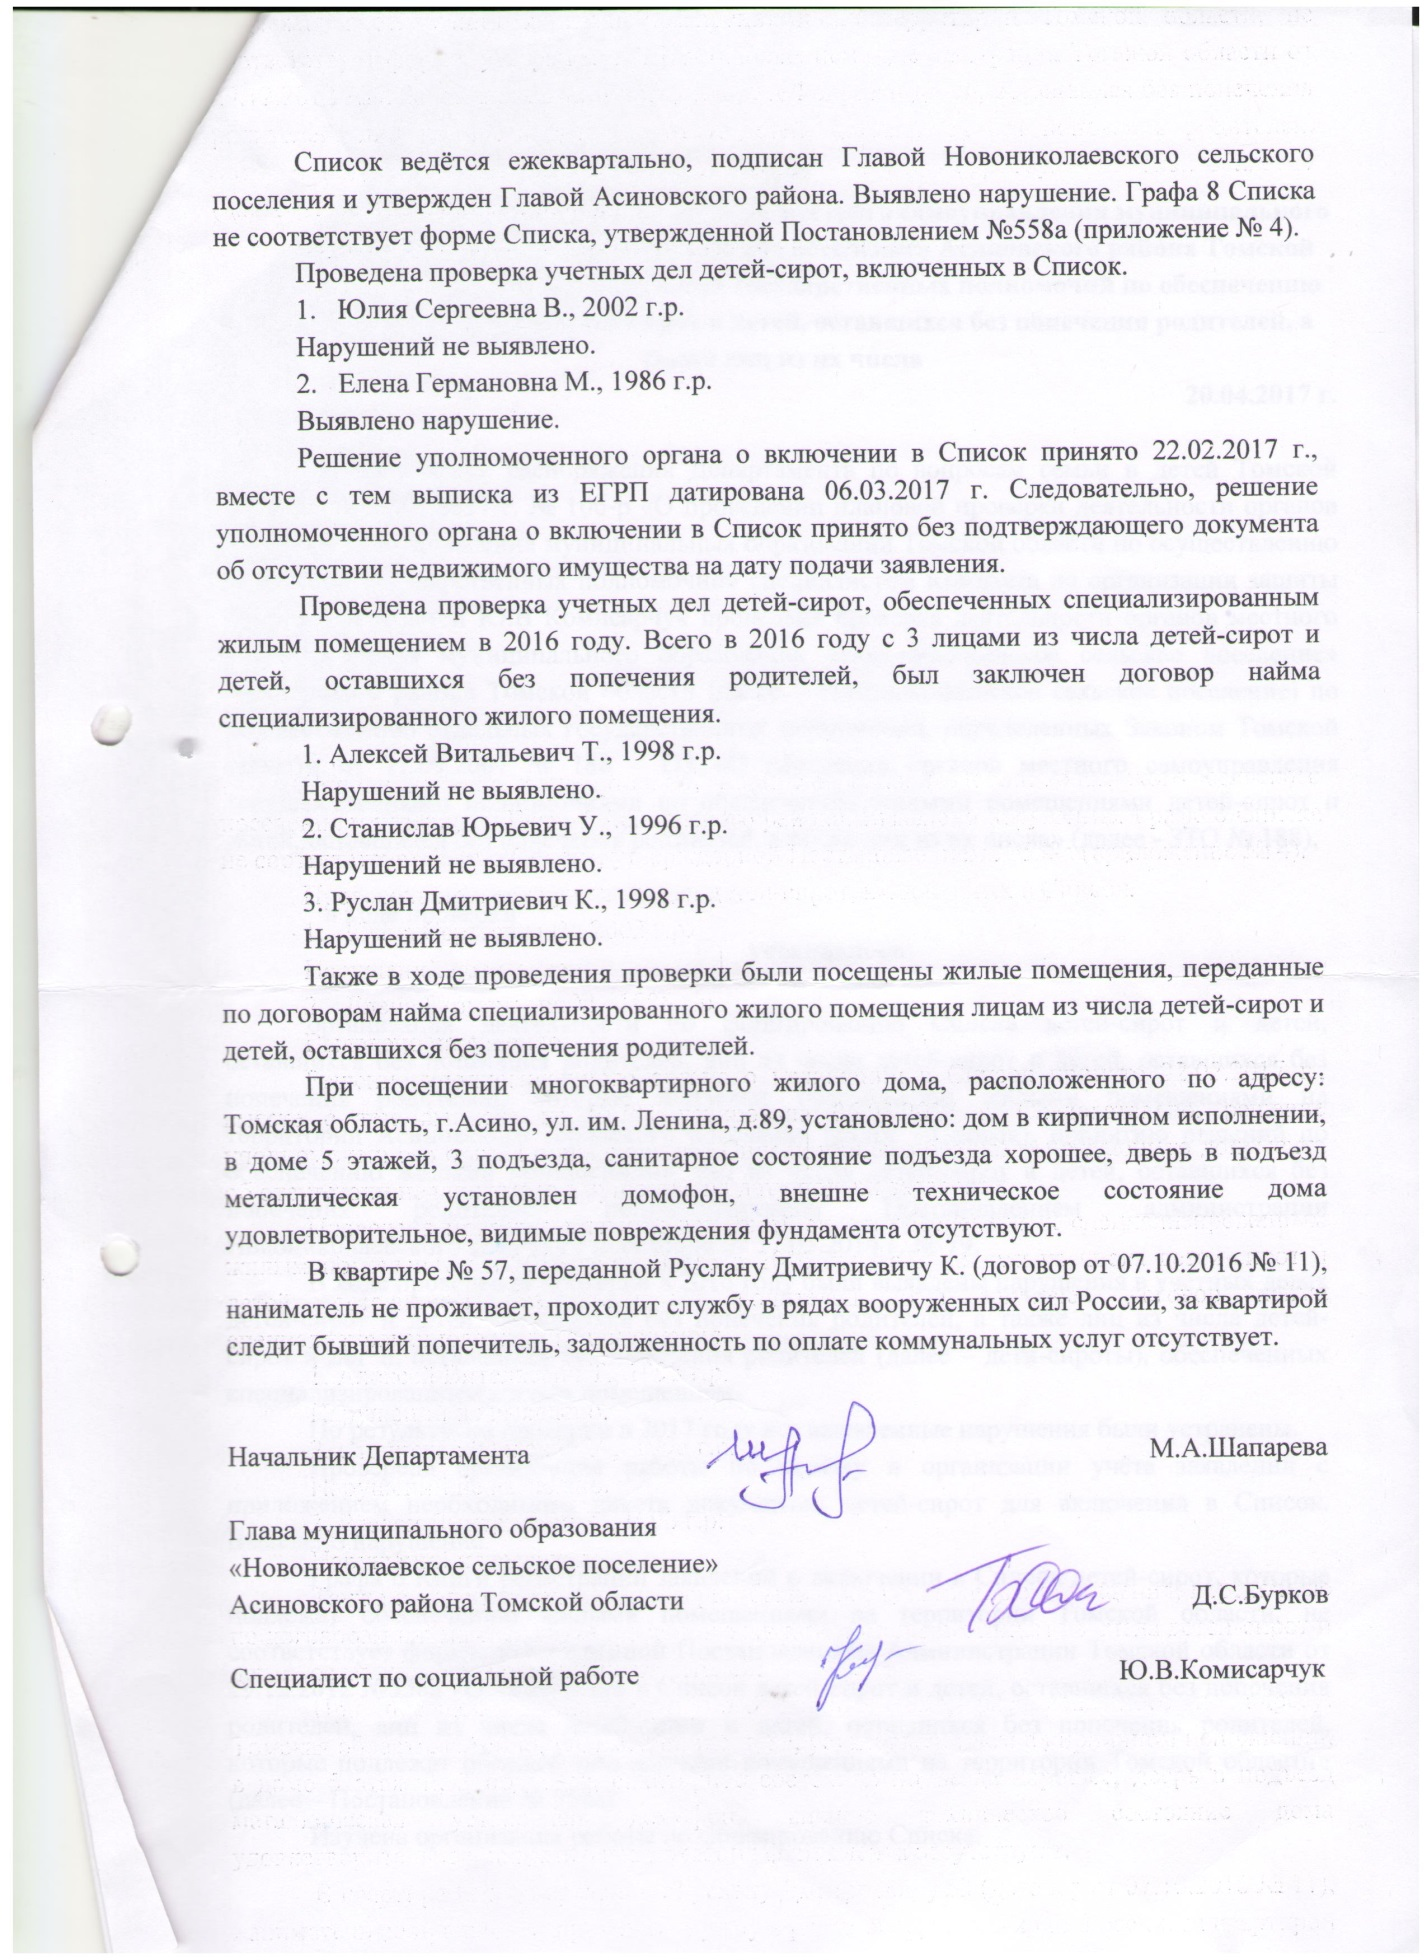 Список ведётся ежеквартально, подписан Главой Новониколаевского сельского
поселения и утвержден Главой Асиновского района. Выявлено нарушение. Графа 8 Списка
не соответствует форме Списка, утвержденной Постановлением №558а (приложение № 4).
Проведена проверка учетных дел детей-сирот, включенных в Список.
1. Юлия Сергеевна В., 2002 г.р.
Нарушений не выявлено.
2. Елена Германовна М., 1986 г.р.
Выявлено нарушение.
Решение уполномоченного органа о включении в Список принято 22.02.2017 г.,
вместе с тем выписка из ЕГРП датирована 06.03.2017 г. Следовательно, решение
уполномоченного органа о включении в Список принято без подтверждающего документа
об отсутствии недвижимого имущества на дату подачи заявления.
Проведена проверка учетных дел детей-сирот, обеспеченных специализированным
жилым помещением в 2016 году. Всего в 2016 году с 3 лицами из числа детей-сирот и
детей, оставшихся без попечения родителей, был заключен договор найма
специализированного жилого помещения.
1. Алексей Витальевич Т., 1998 г.р.
Нарушений не выявлено.
2. Станислав Юрьевич У., 1996 г.р.
Нарушений не выявлено.
3. Руслан Дмитриевич К., 1998 г.р.
Нарушений не выявлено.
Также в ходе проведения проверки были посещены жилые помещения, переданные
по договорам найма специализированного жилого помещения лицам из числа детей-сирот и
детей, оставшихся без попечения родителей.
При посещении многоквартирного жилого дома, расположенного по адресу:
Томская область, г.Асино, ул. им. Ленина, д.89, установлено: дом в кирпичном исполнении,
в доме 5 этажей, 3 подъезда, санитарное состояние подъезда хорошее, дверь в подъезд
металлическая установлен домофон, внешне техническое состояние дома
удовлетворительное, видимые повреждения фундамента отсутствуют.
В квартире № 57, переданной Руслану Дмитриевичу К. (договор от 07.10.2016 № 11),
наниматель не проживает, проходит службу в рядах вооруженных сил России, за квартирой
следит бывший попечитель, задолженность по оплате коммунальных услуг отсутствует.
Начальник Департамента М.А.Шапарева
Глава муниципального образования
«Новониколаевское сельское поселение»
Асиновского района Томской области Д.С.Бурков
Специалист по социальной работе Ю.В.Комисарчук